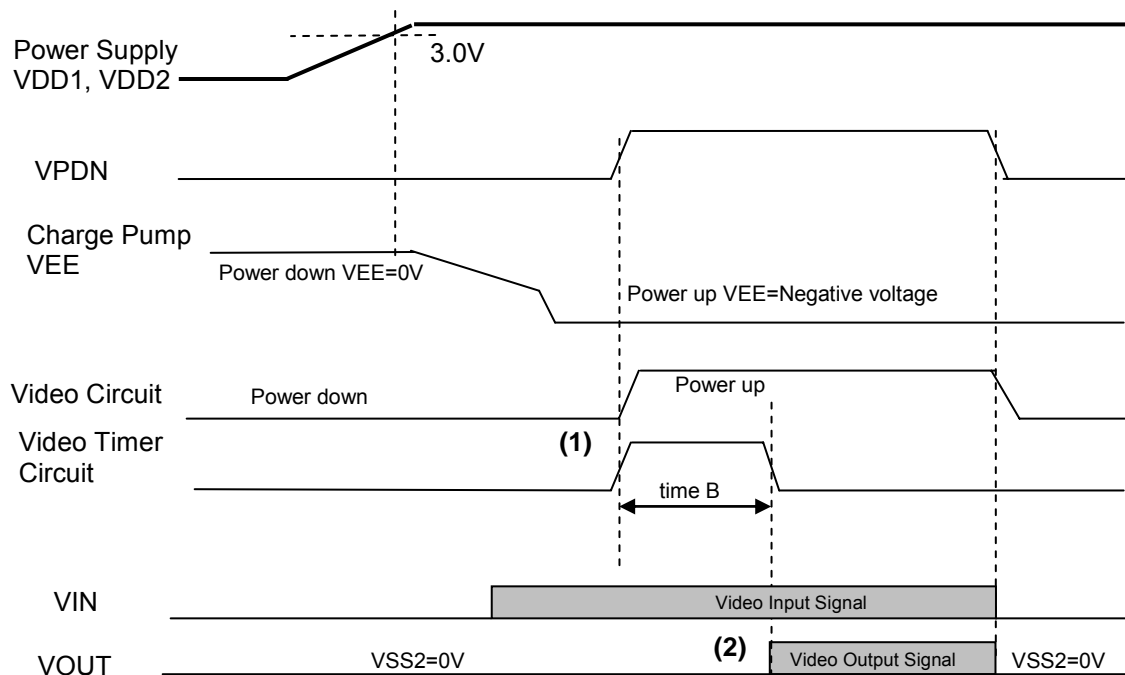 Power Supply
VDD1, VDD2
3.0V
VPDN
Charge Pump
VEE
Power down VEE=0V
Power up VEE=Negative voltage
Video Circuit
Power down
Power up
Video Timer
Circuit
(1)
time B
VIN
Video Input Signal
VOUT
VSS2=0V
(2)
Video Output Signal
VSS2=0V